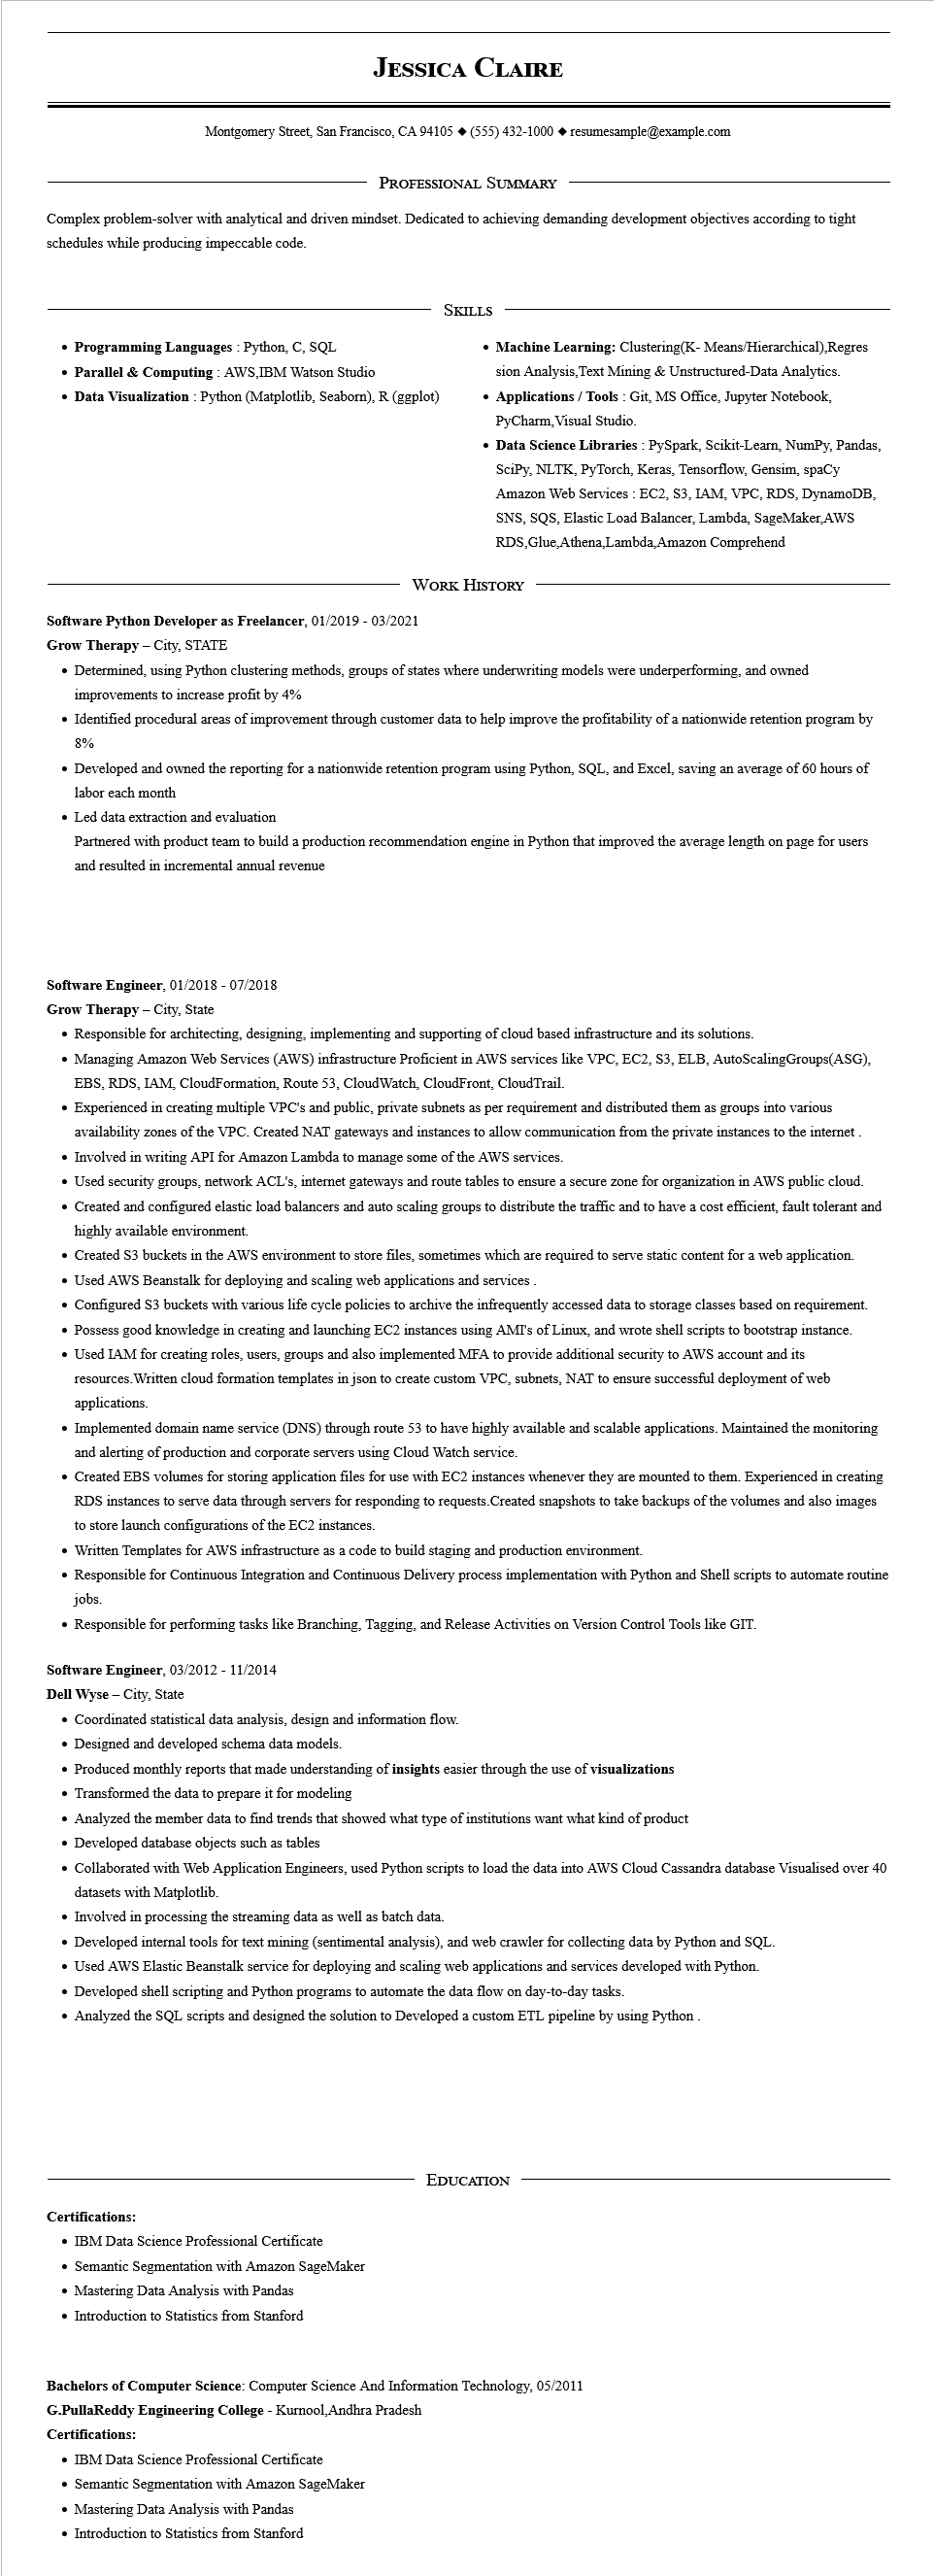 Jessica Claire
Montgomery Street, San Francisco, CA 94105 ◆ (555) 432-1000 ◆ resumesample@example.com
Professional Summary
Complex problem-solver with analytical and driven mindset. Dedicated to achieving demanding development objectives according to tight
schedules while producing impeccable code.
Skills
• Programming Languages : Python, C, SQL
• Parallel & Computing : AWS,IBM Watson Studio
• Data Visualization : Python (Matplotlib, Seaborn), R (ggplot)
• Machine Learning: Clustering(K- Means/Hierarchical),Regres
sion Analysis,Text Mining & Unstructured-Data Analytics.
• Applications / Tools : Git, MS Office, Jupyter Notebook,
PyCharm,Visual Studio.
• Data Science Libraries : PySpark, Scikit-Learn, NumPy, Pandas,
SciPy, NLTK, PyTorch, Keras, Tensorflow, Gensim, spaCy
Amazon Web Services : EC2, S3, IAM, VPC, RDS, DynamoDB,
SNS, SQS, Elastic Load Balancer, Lambda, SageMaker,AWS
RDS,Glue,Athena,Lambda,Amazon Comprehend
Work History
Software Python Developer as Freelancer, 01/2019 - 03/2021
Grow Therapy – City, STATE
• Determined, using Python clustering methods, groups of states where underwriting models were underperforming, and owned
improvements to increase profit by 4%
• Identified procedural areas of improvement through customer data to help improve the profitability of a nationwide retention program by
8%
• Developed and owned the reporting for a nationwide retention program using Python, SQL, and Excel, saving an average of 60 hours of
labor each month
• Led data extraction and evaluation
Partnered with product team to build a production recommendation engine in Python that improved the average length on page for users
and resulted in incremental annual revenue
Software Engineer, 01/2018 - 07/2018
Grow Therapy – City, State
• Responsible for architecting, designing, implementing and supporting of cloud based infrastructure and its solutions.
• Managing Amazon Web Services (AWS) infrastructure Proficient in AWS services like VPC, EC2, S3, ELB, AutoScalingGroups(ASG),
EBS, RDS, IAM, CloudFormation, Route 53, CloudWatch, CloudFront, CloudTrail.
• Experienced in creating multiple VPC's and public, private subnets as per requirement and distributed them as groups into various
availability zones of the VPC. Created NAT gateways and instances to allow communication from the private instances to the internet .
• Involved in writing API for Amazon Lambda to manage some of the AWS services.
• Used security groups, network ACL's, internet gateways and route tables to ensure a secure zone for organization in AWS public cloud.
• Created and configured elastic load balancers and auto scaling groups to distribute the traffic and to have a cost efficient, fault tolerant and
highly available environment.
• Created S3 buckets in the AWS environment to store files, sometimes which are required to serve static content for a web application.
• Used AWS Beanstalk for deploying and scaling web applications and services .
• Configured S3 buckets with various life cycle policies to archive the infrequently accessed data to storage classes based on requirement.
• Possess good knowledge in creating and launching EC2 instances using AMI's of Linux, and wrote shell scripts to bootstrap instance.
• Used IAM for creating roles, users, groups and also implemented MFA to provide additional security to AWS account and its
resources.Written cloud formation templates in json to create custom VPC, subnets, NAT to ensure successful deployment of web
applications.
• Implemented domain name service (DNS) through route 53 to have highly available and scalable applications. Maintained the monitoring
and alerting of production and corporate servers using Cloud Watch service.
• Created EBS volumes for storing application files for use with EC2 instances whenever they are mounted to them. Experienced in creating
RDS instances to serve data through servers for responding to requests.Created snapshots to take backups of the volumes and also images
to store launch configurations of the EC2 instances.
• Written Templates for AWS infrastructure as a code to build staging and production environment.
• Responsible for Continuous Integration and Continuous Delivery process implementation with Python and Shell scripts to automate routine
jobs.
• Responsible for performing tasks like Branching, Tagging, and Release Activities on Version Control Tools like GIT.
Software Engineer, 03/2012 - 11/2014
Dell Wyse – City, State
• Coordinated statistical data analysis, design and information flow.
• Designed and developed schema data models.
• Produced monthly reports that made understanding of insights easier through the use of visualizations
• Transformed the data to prepare it for modeling
• Analyzed the member data to find trends that showed what type of institutions want what kind of product
• Developed database objects such as tables
• Collaborated with Web Application Engineers, used Python scripts to load the data into AWS Cloud Cassandra database Visualised over 40
datasets with Matplotlib.
• Involved in processing the streaming data as well as batch data.
• Developed internal tools for text mining (sentimental analysis), and web crawler for collecting data by Python and SQL.
• Used AWS Elastic Beanstalk service for deploying and scaling web applications and services developed with Python.
• Developed shell scripting and Python programs to automate the data flow on day-to-day tasks.
• Analyzed the SQL scripts and designed the solution to Developed a custom ETL pipeline by using Python .
Education
Certifications:
• IBM Data Science Professional Certificate
• Semantic Segmentation with Amazon SageMaker
• Mastering Data Analysis with Pandas
• Introduction to Statistics from Stanford
Bachelors of Computer Science: Computer Science And Information Technology, 05/2011
G.PullaReddy Engineering College - Kurnool,Andhra Pradesh
Certifications:
• IBM Data Science Professional Certificate
• Semantic Segmentation with Amazon SageMaker
• Mastering Data Analysis with Pandas
• Introduction to Statistics from Stanford